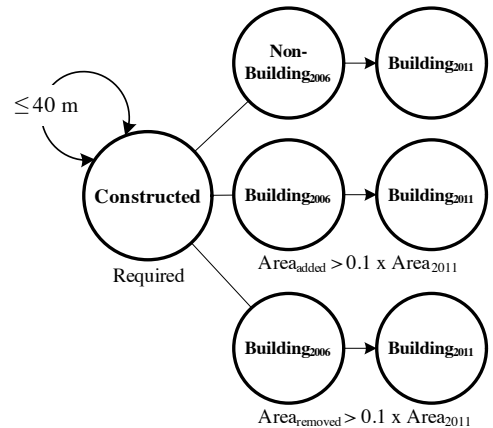 Non-
Building2006
Building2011
≤ 40 m
Constructed
Required
Building2006
Building2011
Areaadded > 0.1 x Area2011
Building2006
Building2011
Arearemoved > 0.1 x Area2011